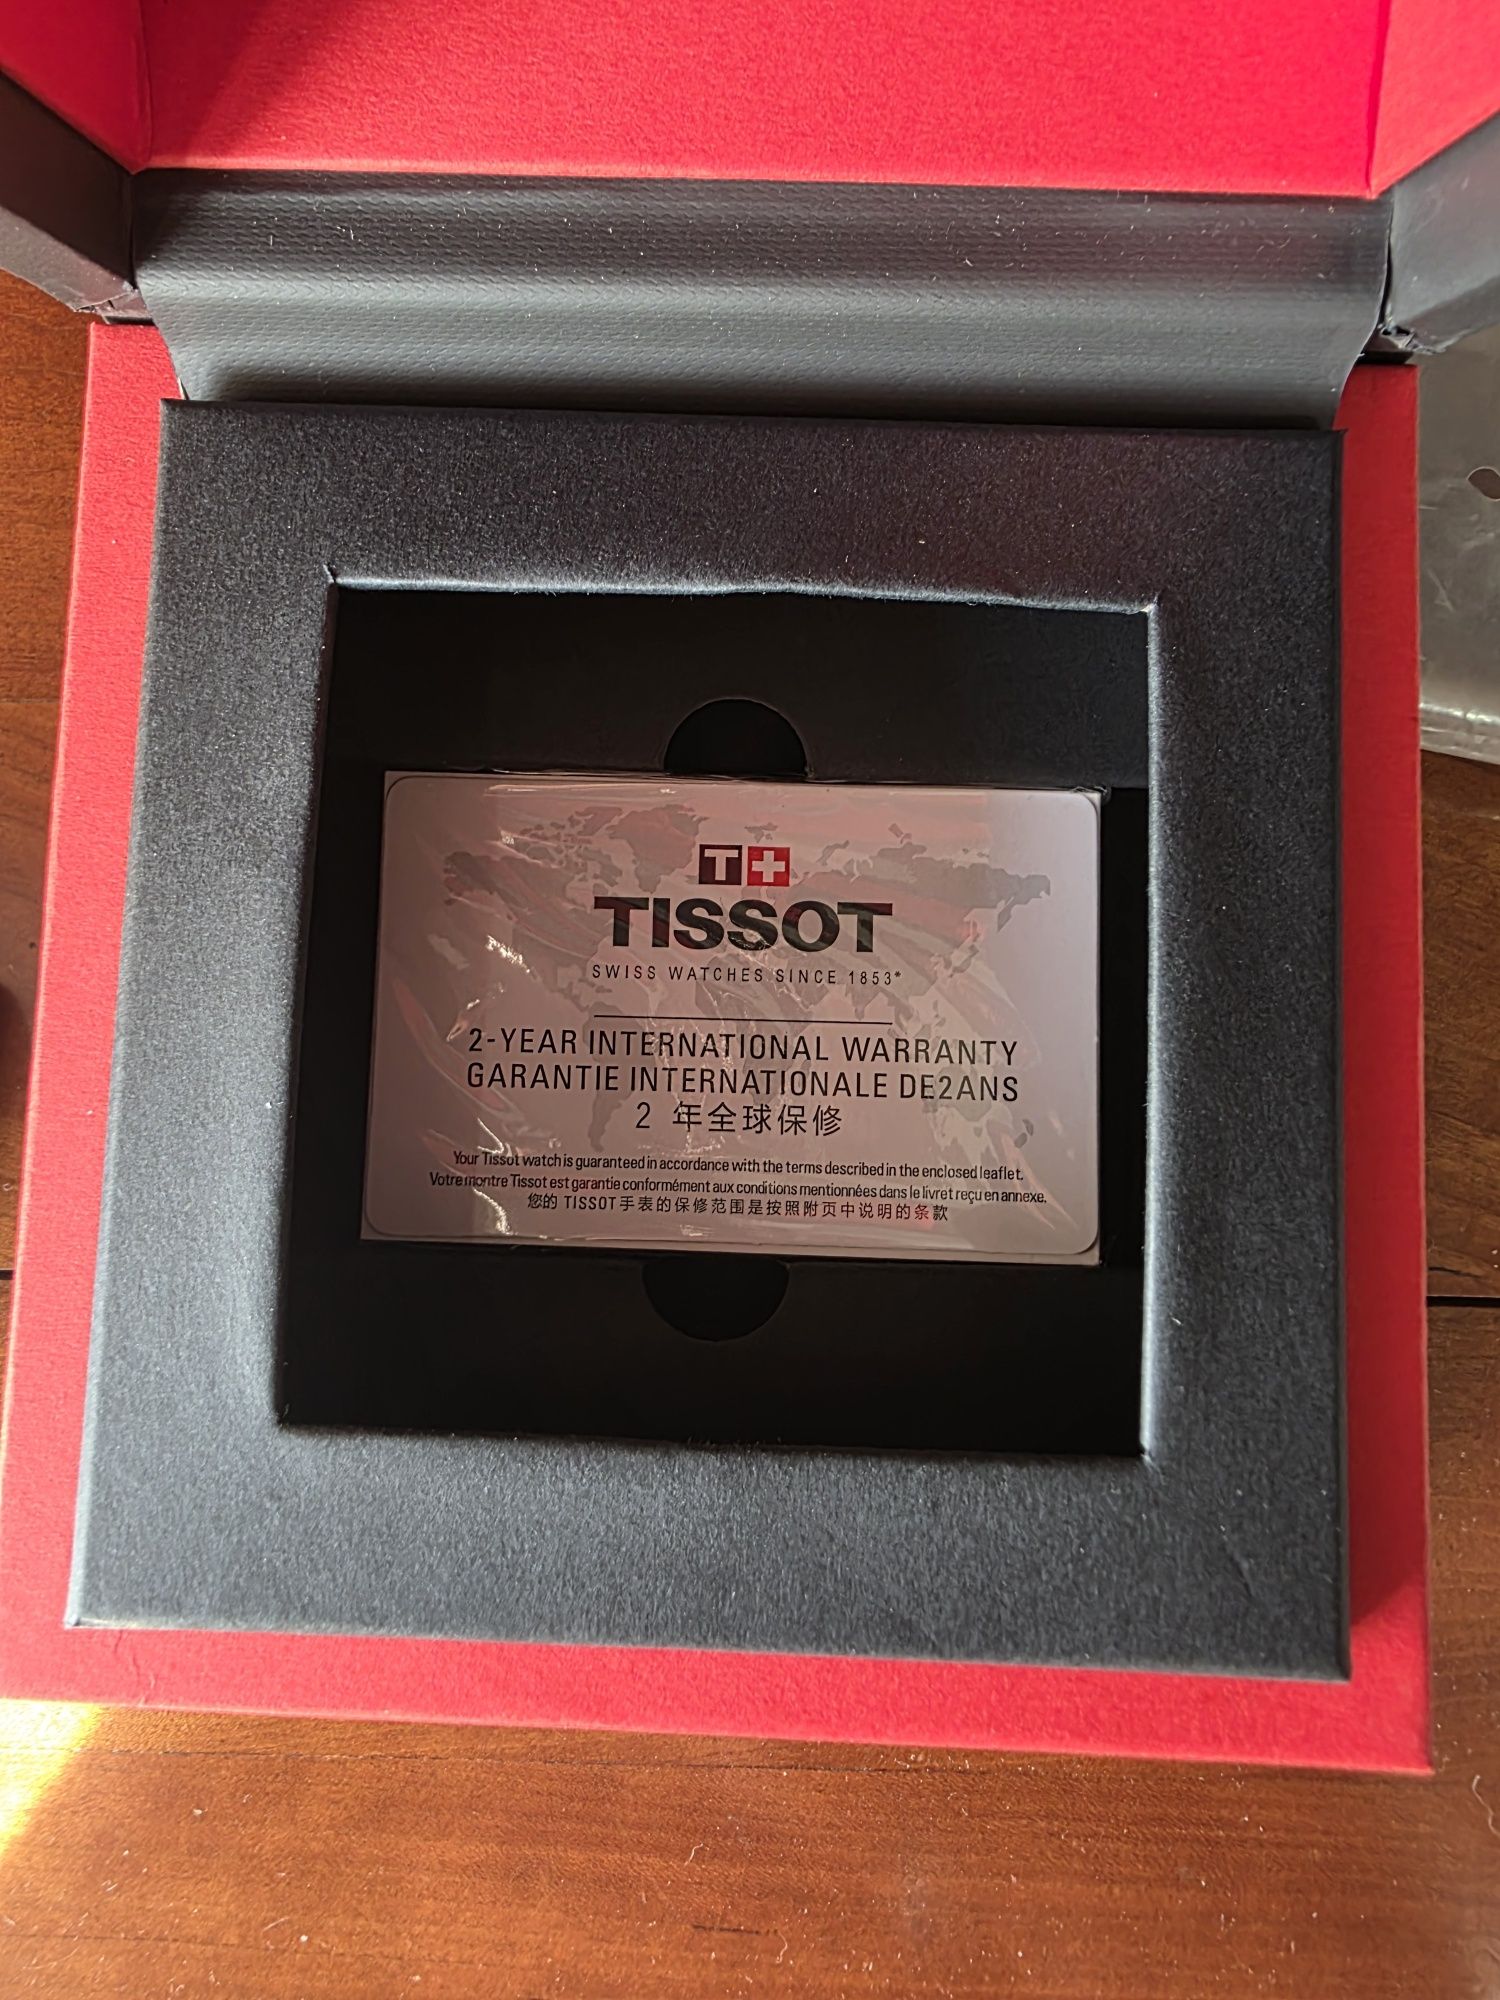 T+
TISSOT
SWISS WATCHES SINCE 1853*
2-YEAR INTERNATIONAL WARRANTY
GARANTIE INTERNATIONALE DE2ANS
2 年全球保修
Your Tissot watch is guaranteed in accordance with the terms described in the enclosed leaflet.
Votre montre Tissot est garantie conformément aux conditions mentionnées dans le livret reçu en annexe.
您的 TISSOT手表的保修范围是按照附页中说明的条款